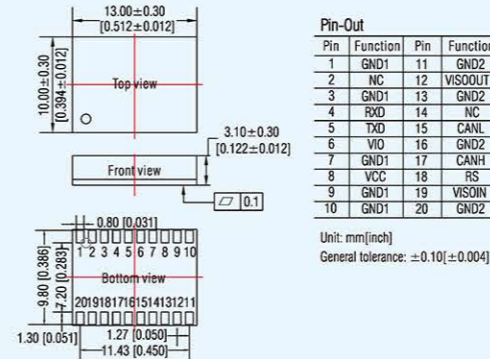 13.00±0.30
[0.512±0.012]
10.00±0.30
[0.394±0.012]
Top view
3.10±0.30
[0.122±0.012]
Front view
0.1
0.80 [0.031]
1 2 3 4 5 6 7 8 9 10
Bottom view
20 19 18 17 16 15 14 13 12 11
9.80 [0.386]
7.20 [0.283]
1.30 [0.051]
1.27 [0.050]
11.43 [0.450]
Pin-Out
Pin Function Pin Function
1 GND1 11 GND2
2 NC 12 VISOOUT
3 GND1 13 GND2
4 RXD 14 NC
5 TXD 15 CANL
6 VIO 16 GND2
7 GND1 17 CANH
8 VCC 18 RS
9 GND1 19 VISOIN
10 GND1 20 GND2
Unit: mm[inch]
General tolerance: ±0.10[±0.004]